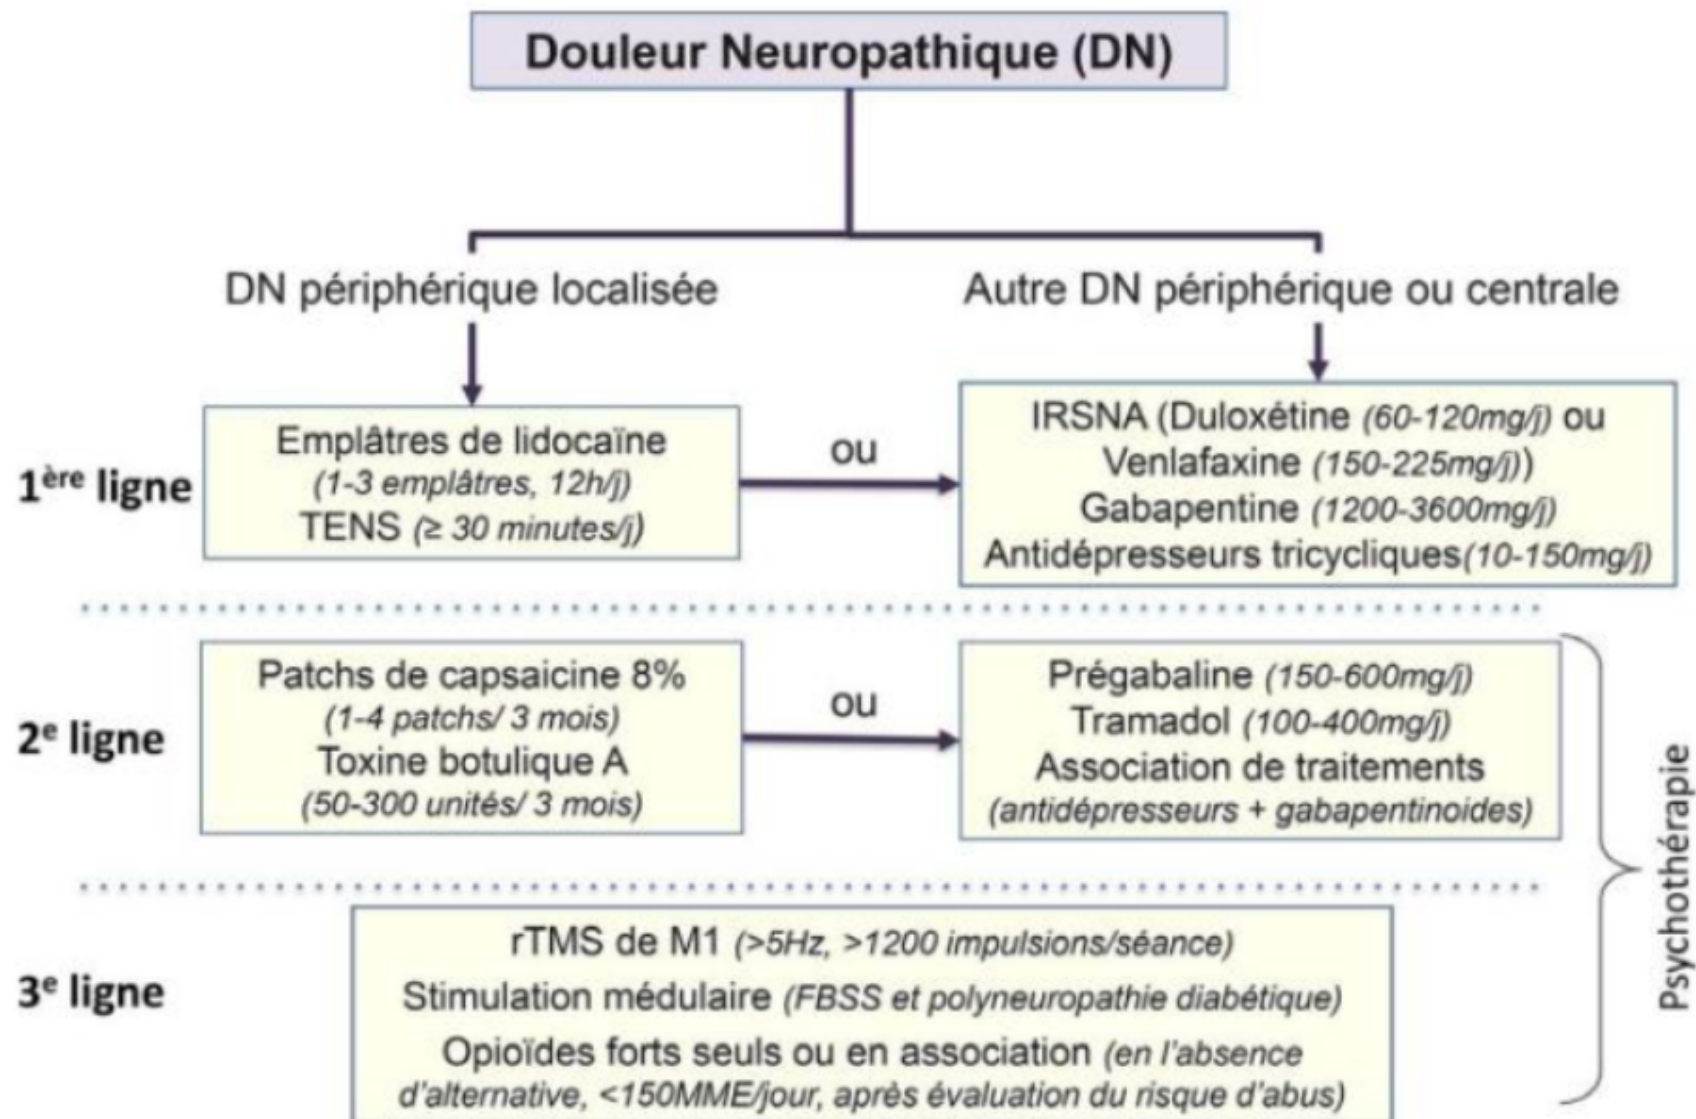 Douleur Neuropathique (DN)
DN périphérique localisée
Autre DN périphérique ou centrale
1ère ligne
Emplâtres de lidocaïne
(1-3 emplâtres, 12h/j)
TENS (≥ 30 minutes/j)
ou
IRSNA (Duloxétine (60-120mg/j) ou
Venlafaxine (150-225mg/j))
Gabapentine (1200-3600mg/j)
Antidépresseurs tricycliques(10-150mg/j)
2e ligne
Patchs de capsaicine 8%
(1-4 patchs/ 3 mois)
Toxine botulique A
(50-300 unités/ 3 mois)
ou
Prégabaline (150-600mg/j)
Tramadol (100-400mg/j)
Association de traitements
(antidépresseurs + gabapentinoides)
3e ligne
rTMS de M1 (>5Hz, >1200 impulsions/séance)
Stimulation médulaire (FBSS et polyneuropathie diabétique)
Opioïdes forts seuls ou en association (en l'absence
d'alternative, <150MME/jour, après évaluation du risque d'abus)
Psychothérapie